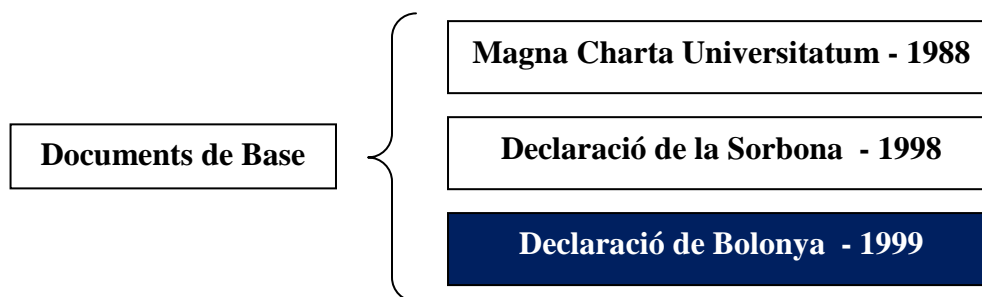 Documents de Base
Magna Charta Universitatum - 1988
Declaració de la Sorbona - 1998
Declaració de Bolonya - 1999